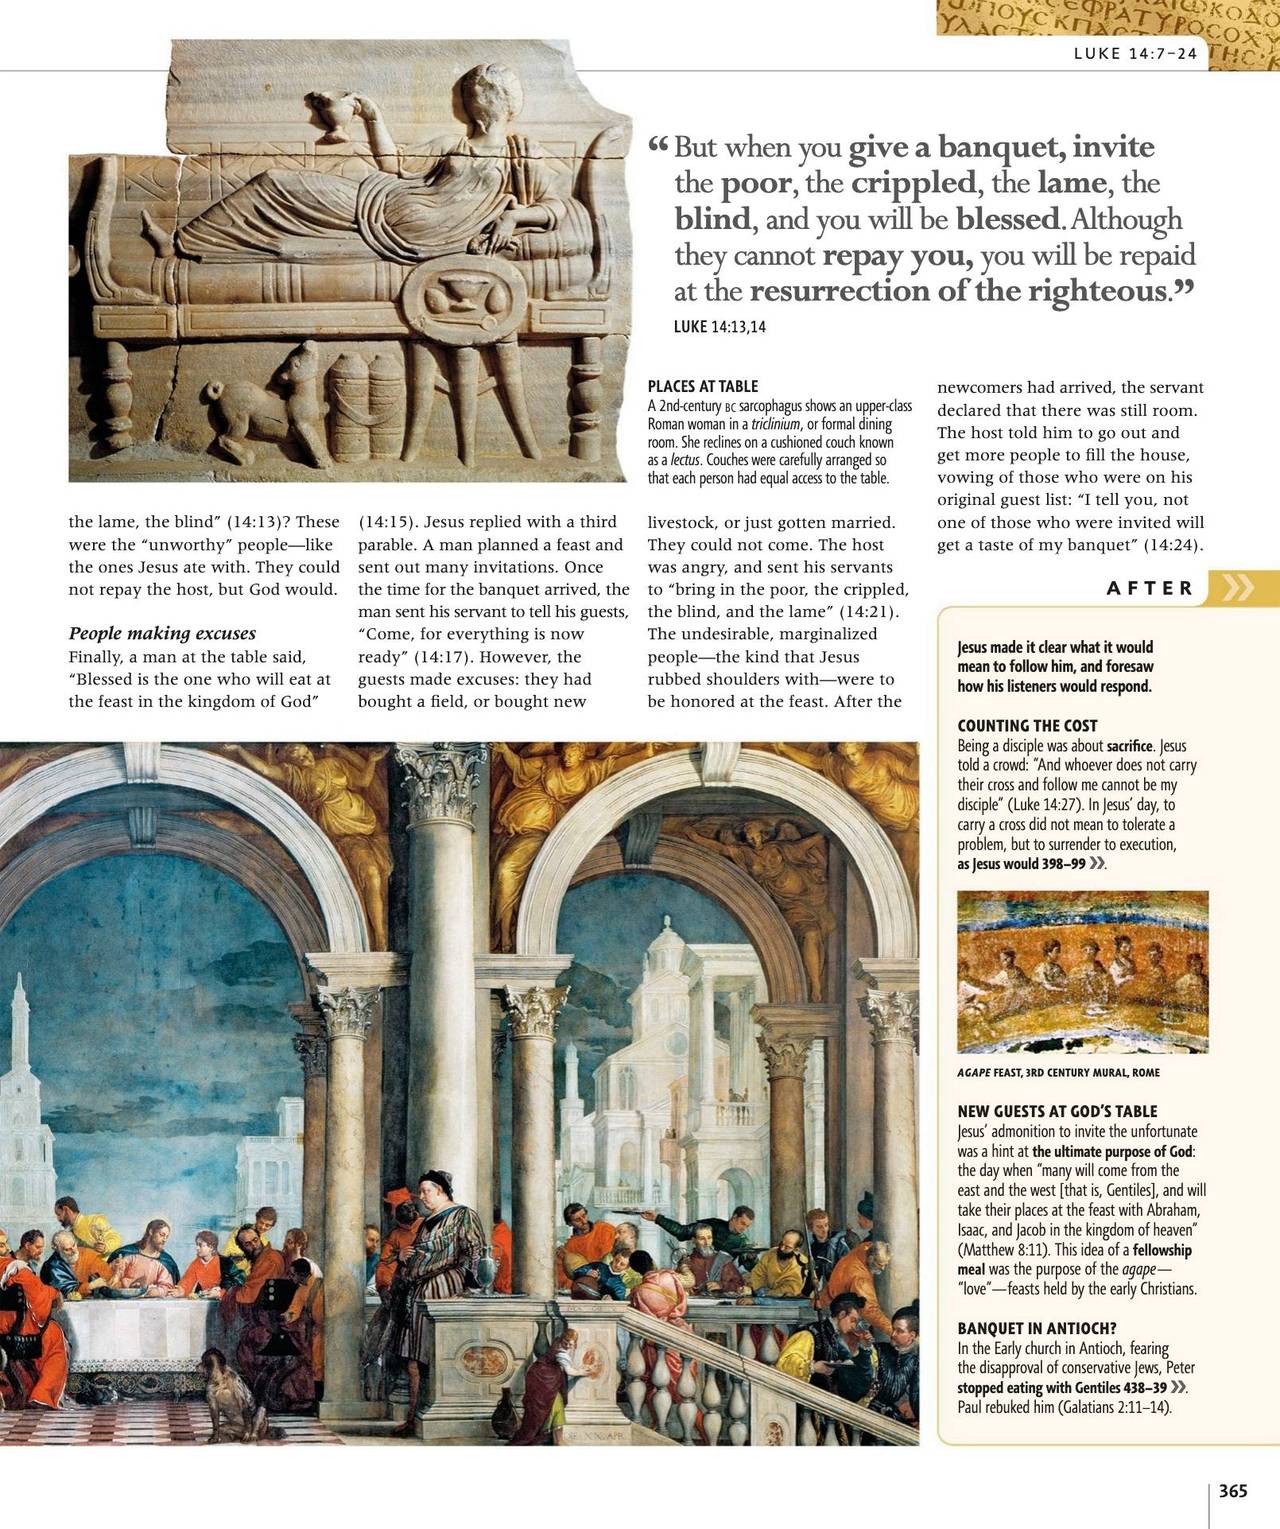 LUKE 14:7–24
“But when you give a banquet, invite
the poor, the crippled, the lame, the
blind, and you will be blessed. Although
they cannot repay you, you will be repaid
at the resurrection of the righteous.”
LUKE 14:13,14
PLACES AT TABLE
A 2nd-century BC sarcophagus shows an upper-class
Roman woman in a triclinium, or formal dining
room. She reclines on a cushioned couch known
as a lectus. Couches were carefully arranged so
that each person had equal access to the table.
the lame, the blind” (14:13)? These
were the “unworthy” people—like
the ones Jesus ate with. They could
not repay the host, but God would.
People making excuses
Finally, a man at the table said,
“Blessed is the one who will eat at
the feast in the kingdom of God”
(14:15). Jesus replied with a third
parable. A man planned a feast and
sent out many invitations. Once
the time for the banquet arrived, the
man sent his servant to tell his guests,
“Come, for everything is now
ready” (14:17). However, the
guests made excuses: they had
bought a field, or bought new
livestock, or just gotten married.
They could not come. The host
was angry, and sent his servants
to “bring in the poor, the crippled,
the blind, and the lame” (14:21).
The undesirable, marginalized
people—the kind that Jesus
rubbed shoulders with—were to
be honored at the feast. After the
newcomers had arrived, the servant
declared that there was still room.
The host told him to go out and
get more people to fill the house,
vowing of those who were on his
original guest list: “I tell you, not
one of those who were invited will
get a taste of my banquet” (14:24).
AFTER
Jesus made it clear what it would
mean to follow him, and foresaw
how his listeners would respond.
COUNTING THE COST
Being a disciple was about sacrifice. Jesus
told a crowd: “And whoever does not carry
their cross and follow me cannot be my
disciple” (Luke 14:27). In Jesus’ day, to
carry a cross did not mean to tolerate a
problem, but to surrender to execution,
as Jesus would 398–99 ».
AGAPE FEAST, 3RD CENTURY MURAL, ROME
NEW GUESTS AT GOD’S TABLE
Jesus’ admonition to invite the unfortunate
was a hint at the ultimate purpose of God:
the day when “many will come from the
east and the west [that is, Gentiles], and will
take their places at the feast with Abraham,
Isaac, and Jacob in the kingdom of heaven”
(Matthew 8:11). This idea of a fellowship
meal was the purpose of the agape—
“love”—feasts held by the early Christians.
BANQUET IN ANTIOCH?
In the Early church in Antioch, fearing
the disapproval of conservative Jews, Peter
stopped eating with Gentiles 438–39 ».
Paul rebuked him (Galatians 2:11–14).
365